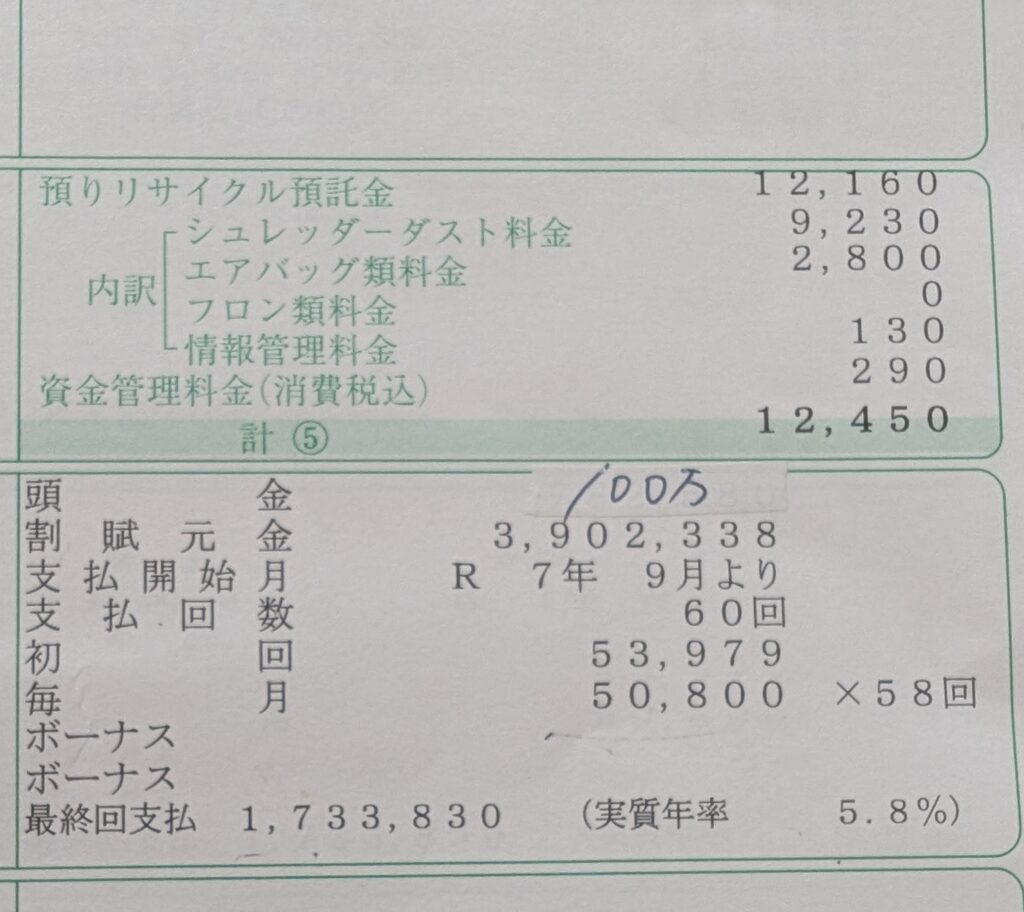 預りリサイクル預託金 12,160
シュレッダーダスト料金 9,230
エアバッグ類料金 2,800
内訳
フロン類料金 0
情報管理料金 130
資金管理料金(消費税込) 290
計 ⑤ 12,450
頭金 100万
割賦元金 3,902,338
支払開始月 R 7年 9月より
支払回数 60回
初回 53,979
毎月 50,800 ×58回
ボーナス
ボーナス
最終回支払 1,733,830 (実質年率 5.8%)